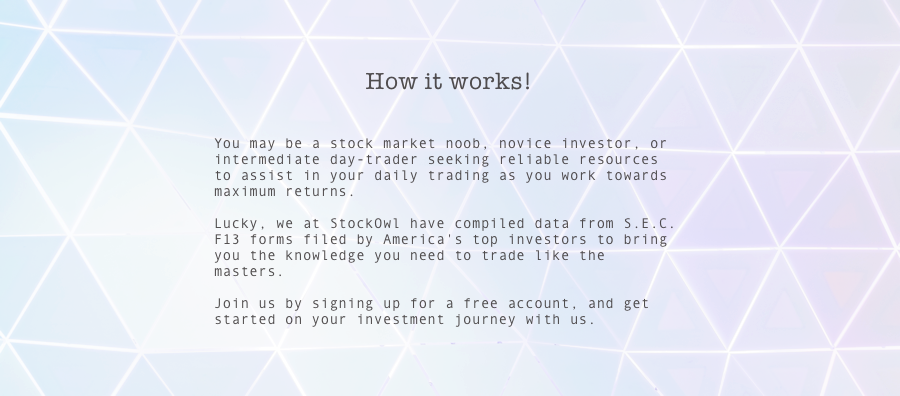 How it works!
You may be a stock market noob, novice investor, or
intermediate day-trader seeking reliable resources
to assist in your daily trading as you work towards
maximum returns.
Lucky, we at StockOwl have compiled data from S.E.C.
F13 forms filed by America's top investors to bring
you the knowledge you need to trade like the
masters.
Join us by signing up for a free account, and get
started on your investment journey with us.